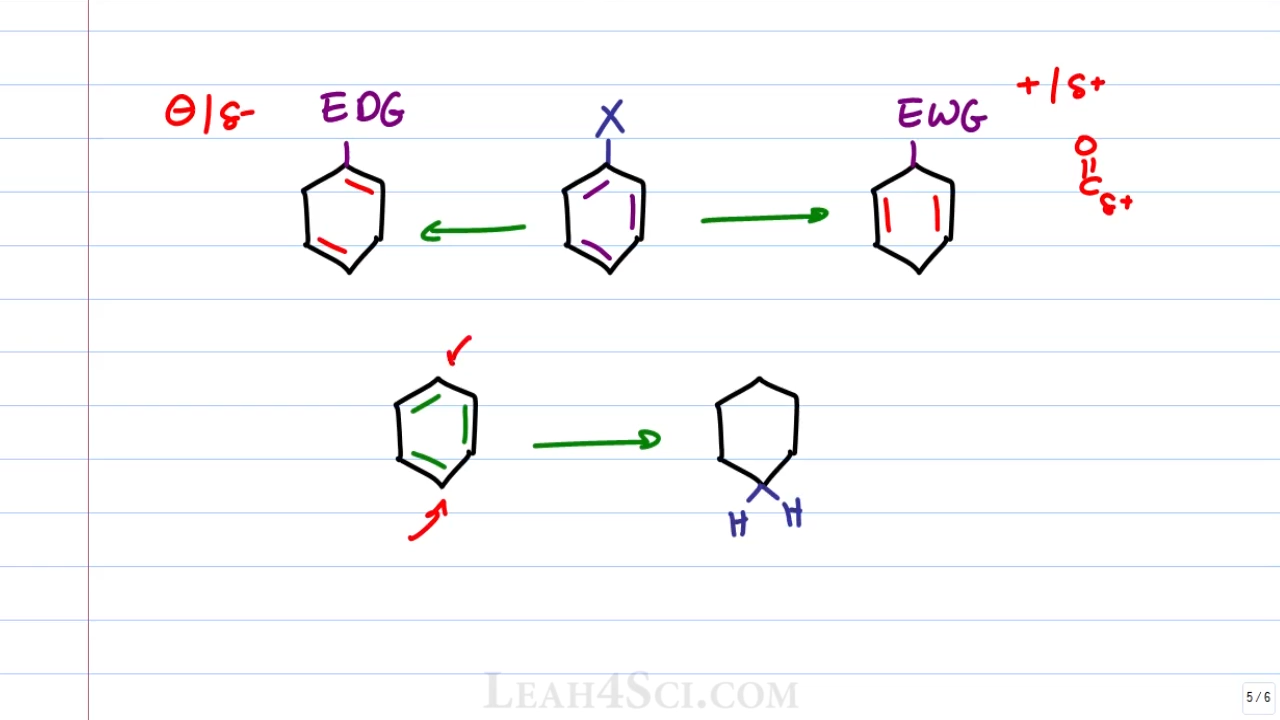 ⊖/δ- EDG
X
EWG
+/δ+
O
C
δ+
H H
LEAH4SCI.COM
5/6